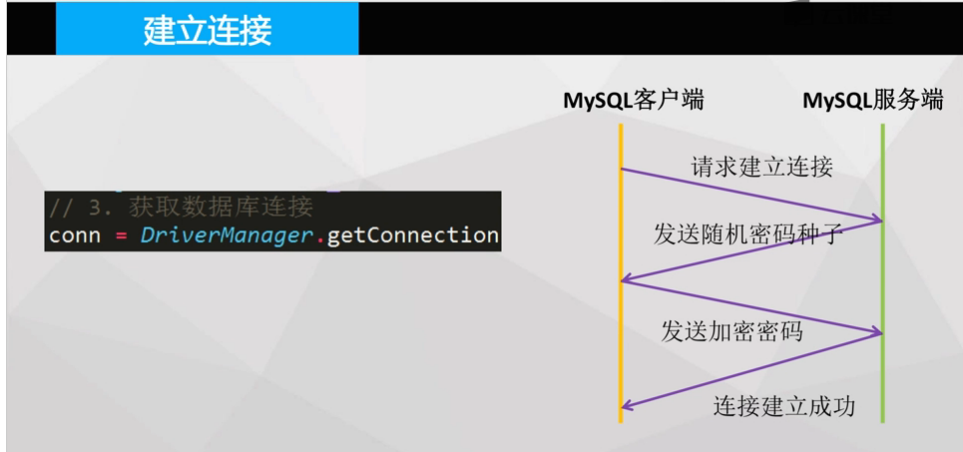 建立连接
// 3. 获取数据库连接
conn = DriverManager.getConnection
MySQL客户端
MySQL服务端
请求建立连接
发送随机密码种子
发送加密密码
连接建立成功